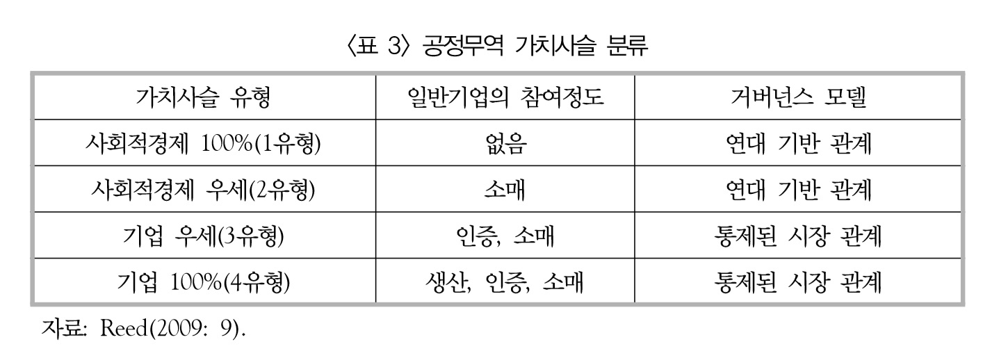 〈표 3〉 공정무역 가치사슬 분류
가치사슬 유형 일반기업의 참여정도 거버넌스 모델
사회적경제 100%(1유형) 없음 연대 기반 관계
사회적경제 우세(2유형) 소매 연대 기반 관계
기업 우세(3유형) 인증, 소매 통제된 시장 관계
기업 100%(4유형) 생산, 인증, 소매 통제된 시장 관계
자료: Reed(2009: 9).